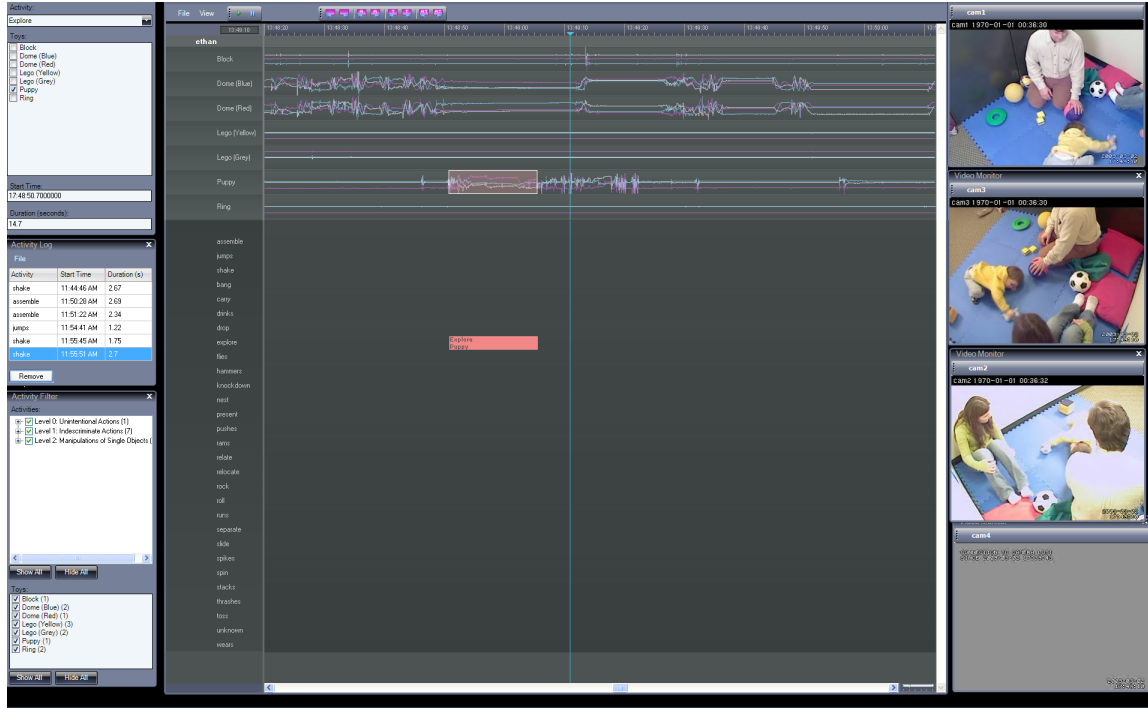 Activity:
Explore
Toys:
Block
Dome (Blue)
Dome (Red)
Lego (Yellow)
Lego (Grey)
Puppy
Ring
Start Time:
17:48:50.7000000
Duration (seconds):
14.7
Activity Log X
File
Activity Start Time Duration (s)
shake 11:44:46 AM 2.67
assemble 11:50:28 AM 2.69
assemble 11:51:22 AM 2.34
jumps 11:54:41 AM 1.22
shake 11:55:45 AM 1.75
shake 11:55:51 AM 2.7
Remove
Activity Filter X
Activities:
Level 0: Unintentional Actions (1)
Level 1: Indescriminate Actions (7)
Level 2: Manipulations of Single Objects (
Show All Hide All
Toys:
Block (1)
Dome (Blue) (2)
Dome (Red) (1)
Lego (Yellow) (3)
Lego (Grey) (2)
Puppy (1)
Ring (2)
Show All Hide All
File View
ethan
Block
Dome (Blue)
Dome (Red)
Lego (Yellow)
Lego (Grey)
Puppy
Ring
assemble
jumps
shake
bang
carry
drinks
drop
explore
Explore
Puppy
flies
hammers
knockdown
nest
present
pushes
rams
relate
relocate
rock
roll
runs
separate
slide
spikes
spin
stacks
thrashes
toss
unknown
wears
cam1
cam1 1970-01-01 00:36:30
Video Monitor X
cam3
cam3 1970-01-01 00:36:30
Video Monitor X
cam2
cam2 1970-01-01 00:36:32
cam4